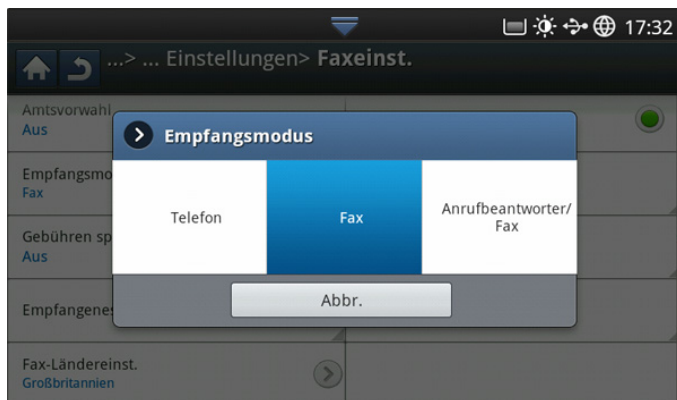 17:32
...> ... Einstellungen> Faxeinst.
Amtsvorwahl
Aus
Empfangsmodus
Empfangsmo
Fax
Telefon
Fax
Anrufbeantworter/
Fax
Gebühren sp
Aus
Abbr.
Empfangenes
Fax-Ländereinst.
Großbritannien